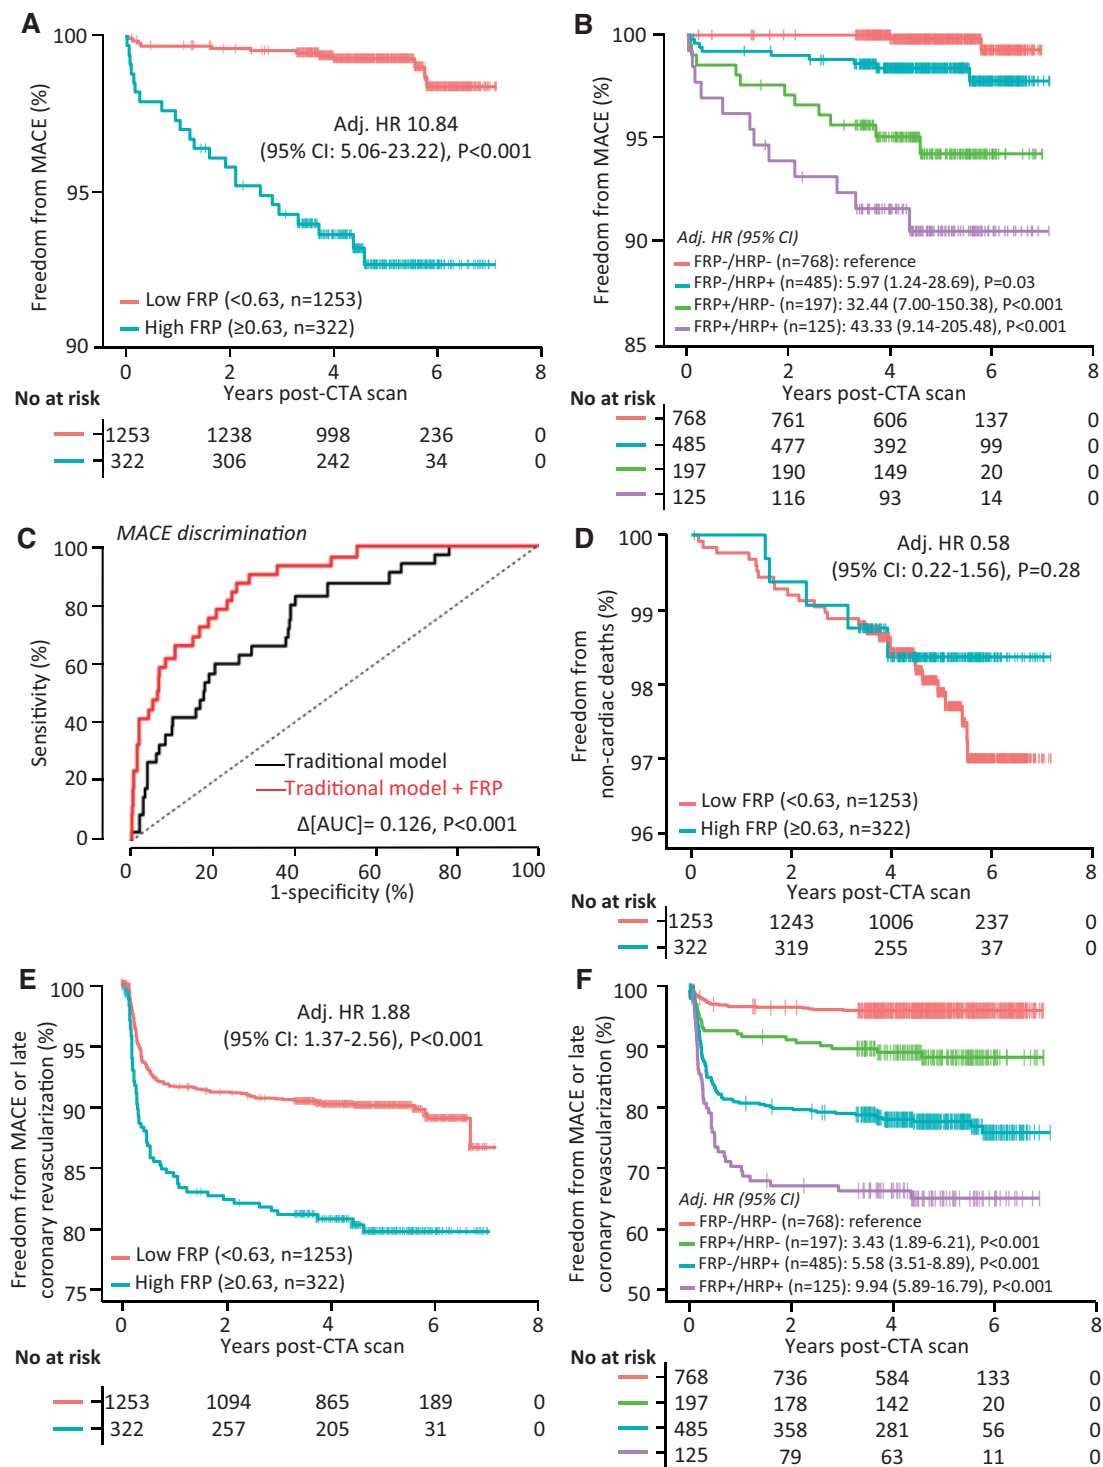 A
100
95
90
Freedom from MACE (%)
Adj. HR 10.84
(95% CI: 5.06-23.22), P<0.001
Low FRP (<0.63, n=1253)
High FRP (≥0.63, n=322)
0 2 4 6 8
Years post-CTA scan
No at risk
1253 1238 998 236 0
322 306 242 34 0
B
100
95
90
85
Freedom from MACE (%)
Adj. HR (95% CI)
FRP-/HRP- (n=768): reference
FRP-/HRP+ (n=485): 5.97 (1.24-28.69), P=0.03
FRP+/HRP- (n=197): 32.44 (7.00-150.38), P<0.001
FRP+/HRP+ (n=125): 43.33 (9.14-205.48), P<0.001
0 2 4 6 8
Years post-CTA scan
No at risk
768 761 606 137 0
485 477 392 99 0
197 190 149 20 0
125 116 93 14 0
C
MACE discrimination
100
80
60
40
20
0
Sensitivity (%)
Traditional model
Traditional model + FRP
Δ[AUC]= 0.126, P<0.001
0 20 40 60 80 100
1-specificity (%)
D
100
99
98
97
96
Freedom from
non-cardiac deaths (%)
Adj. HR 0.58
(95% CI: 0.22-1.56), P=0.28
Low FRP (<0.63, n=1253)
High FRP (≥0.63, n=322)
0 2 4 6 8
Years post-CTA scan
No at risk
1253 1243 1006 237 0
322 319 255 37 0
E
100
95
90
85
80
75
Freedom from MACE or late
coronary revascularization (%)
Adj. HR 1.88
(95% CI: 1.37-2.56), P<0.001
Low FRP (<0.63, n=1253)
High FRP (≥0.63, n=322)
0 2 4 6 8
Years post-CTA scan
No at risk
1253 1094 865 189 0
322 257 205 31 0
F
100
90
80
70
60
50
Freedom from MACE or late
coronary revascularization (%)
Adj. HR (95% CI)
FRP-/HRP- (n=768): reference
FRP+/HRP- (n=197): 3.43 (1.89-6.21), P<0.001
FRP-/HRP+ (n=485): 5.58 (3.51-8.89), P<0.001
FRP+/HRP+ (n=125): 9.94 (5.89-16.79), P<0.001
0 2 4 6 8
Years post-CTA scan
No at risk
768 736 584 133 0
197 178 142 20 0
485 358 281 56 0
125 79 63 11 0